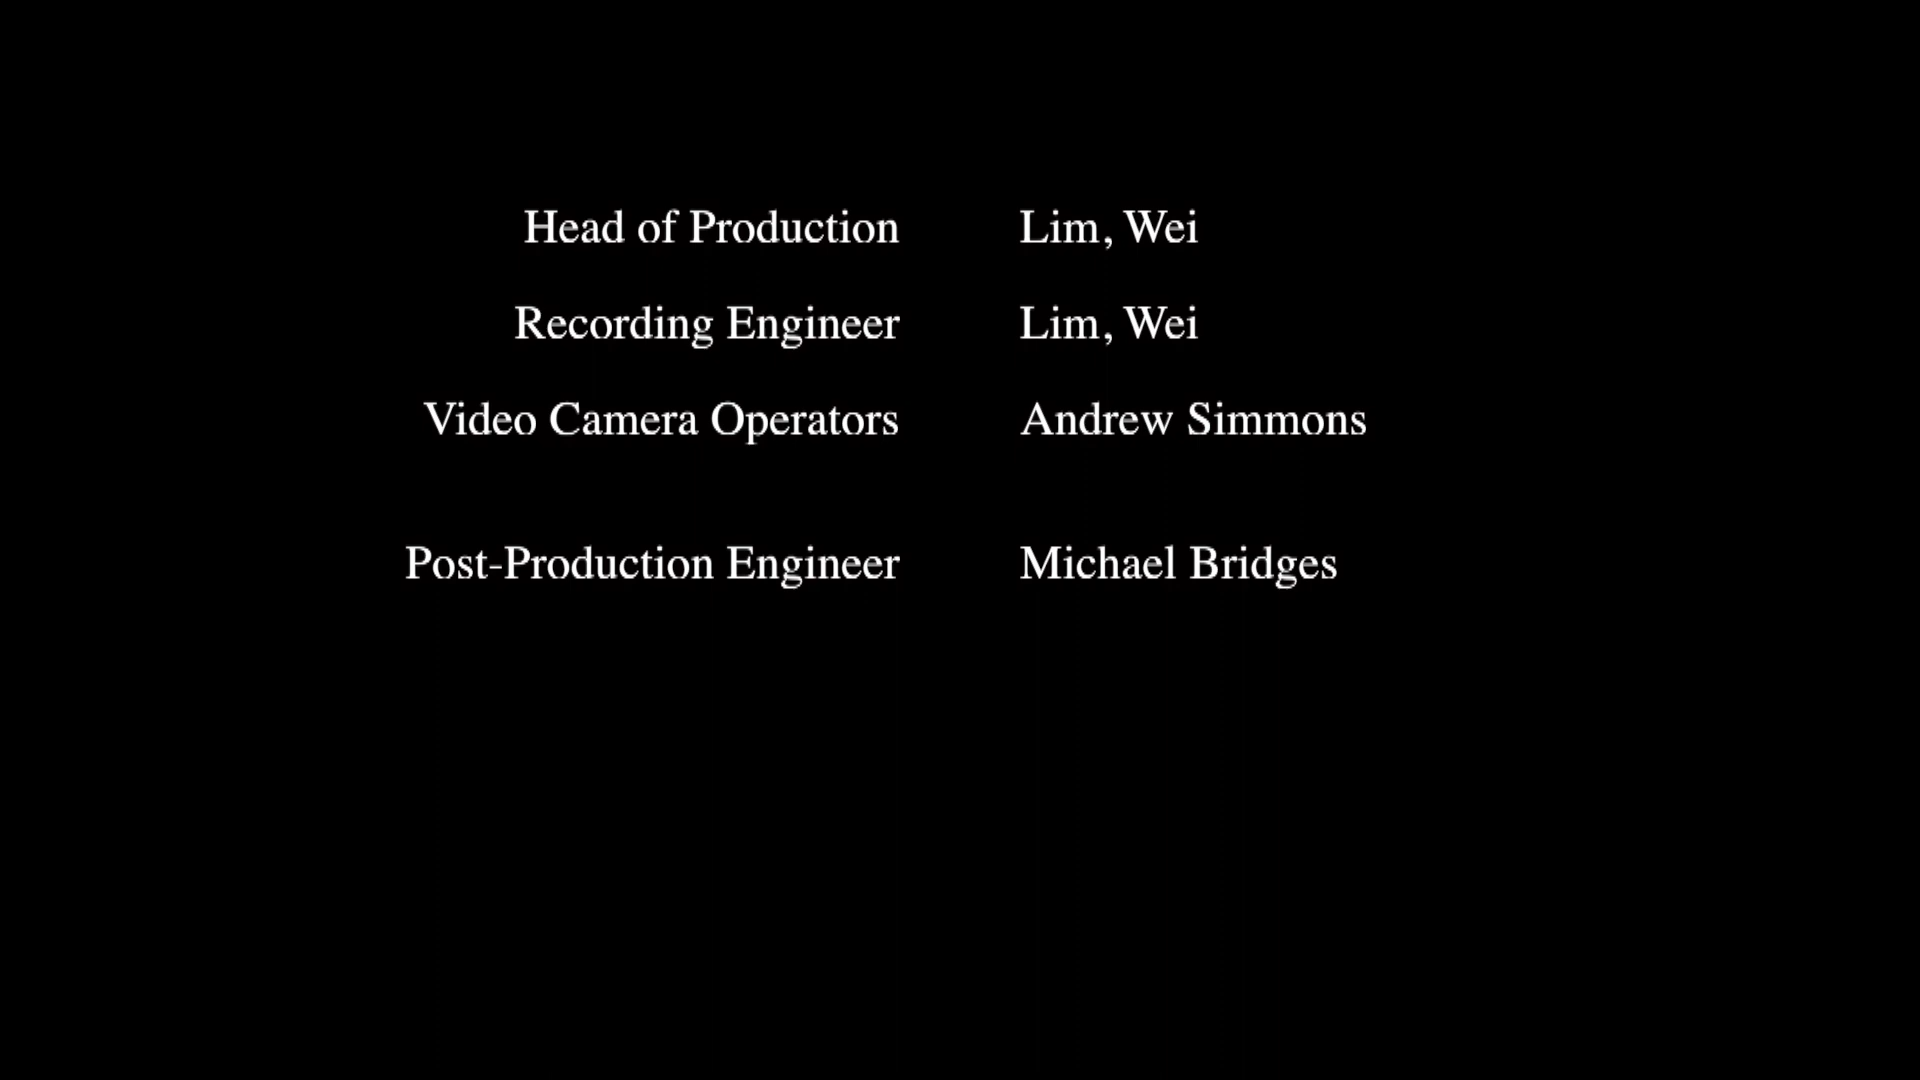 Head of Production Lim, Wei
Recording Engineer Lim, Wei
Video Camera Operators Andrew Simmons
Post-Production Engineer Michael Bridges